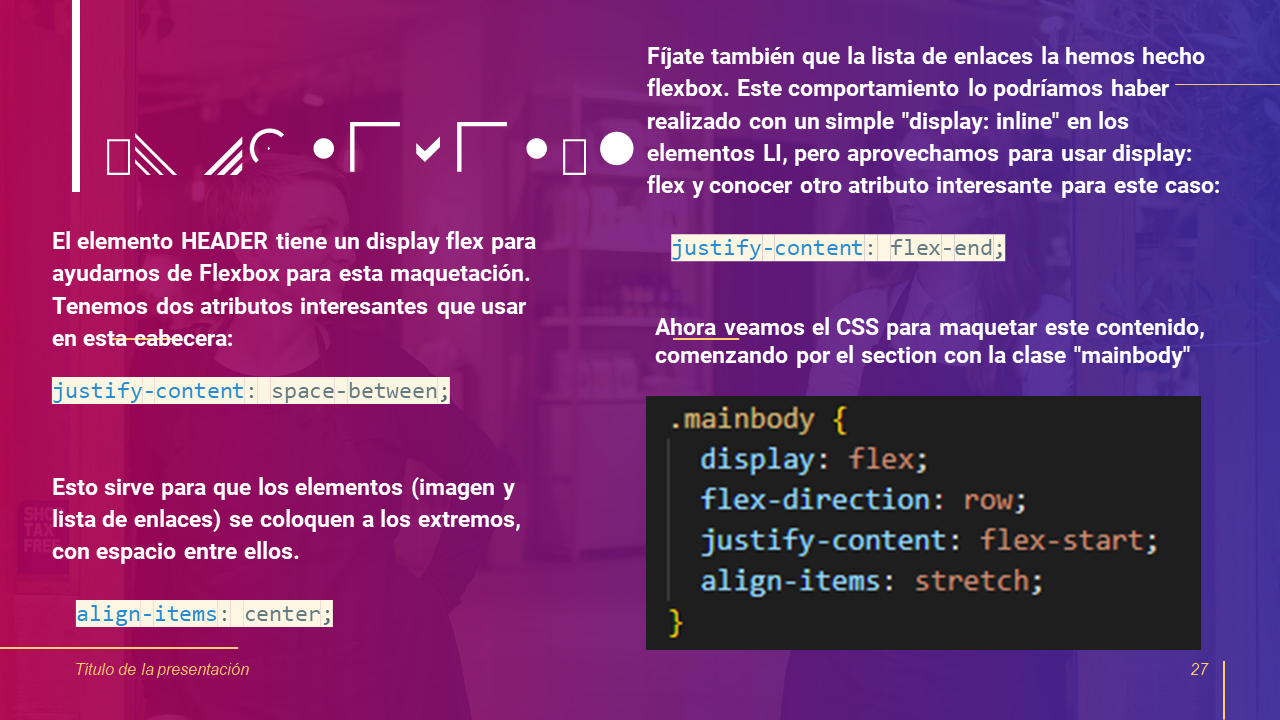 El elemento HEADER tiene un display flex para
ayudarnos de Flexbox para esta maquetación.
Tenemos dos atributos interesantes que usar
en esta cabecera:
justify-content: space-between;
Esto sirve para que los elementos (imagen y
lista de enlaces) se coloquen a los extremos,
con espacio entre ellos.
align-items: center;
Fíjate también que la lista de enlaces la hemos hecho
flexbox. Este comportamiento lo podríamos haber
realizado con un simple "display: inline" en los
elementos LI, pero aprovechamos para usar display:
flex y conocer otro atributo interesante para este caso:
justify-content: flex-end;
Ahora veamos el CSS para maquetar este contenido,
comenzando por el section con la clase "mainbody"
.mainbody {
display: flex;
flex-direction: row;
justify-content: flex-start;
align-items: stretch;
}
SHO
TAX
FREE
Título de la presentación
27